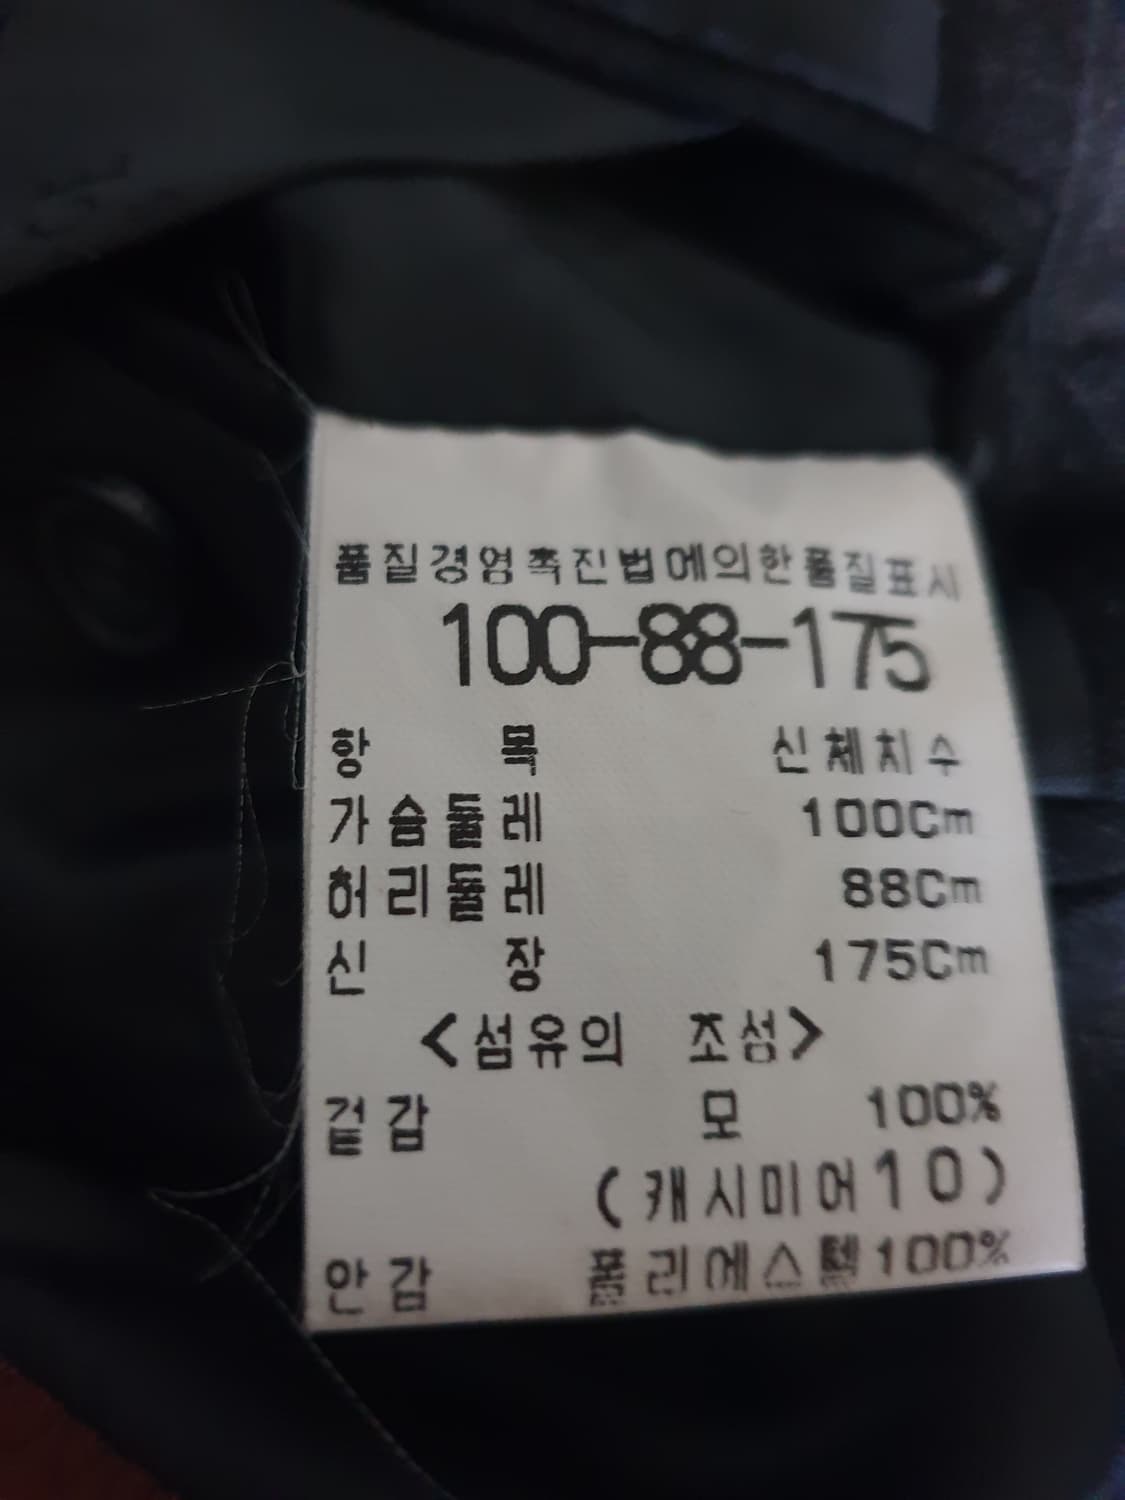 품질경영촉진법에의한품질표시
100-88-175
항 목 신체치수
가슴둘레 100Cm
허리둘레 88Cm
신 장 175Cm
<섬유의 조성>
겉감 모 100%
(캐시미어10)
안감 폴리에스텔100%